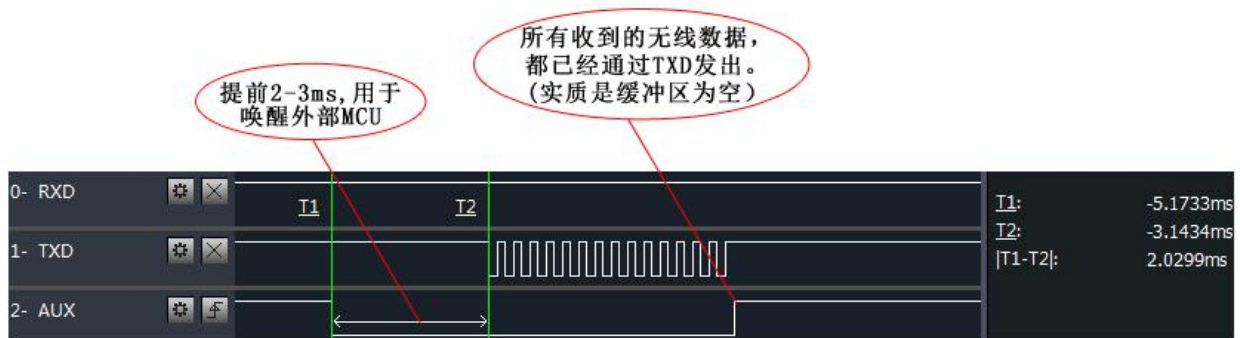 所有收到的无线数据，
都已经通过TXD发出。
(实质是缓冲区为空）
提前2-3ms,用于
唤醒外部MCU
0- RXD
T1
T2
T1: -5.1733ms
T2: -3.1434ms
|T1-T2|: 2.0299ms
1- TXD
2- AUX